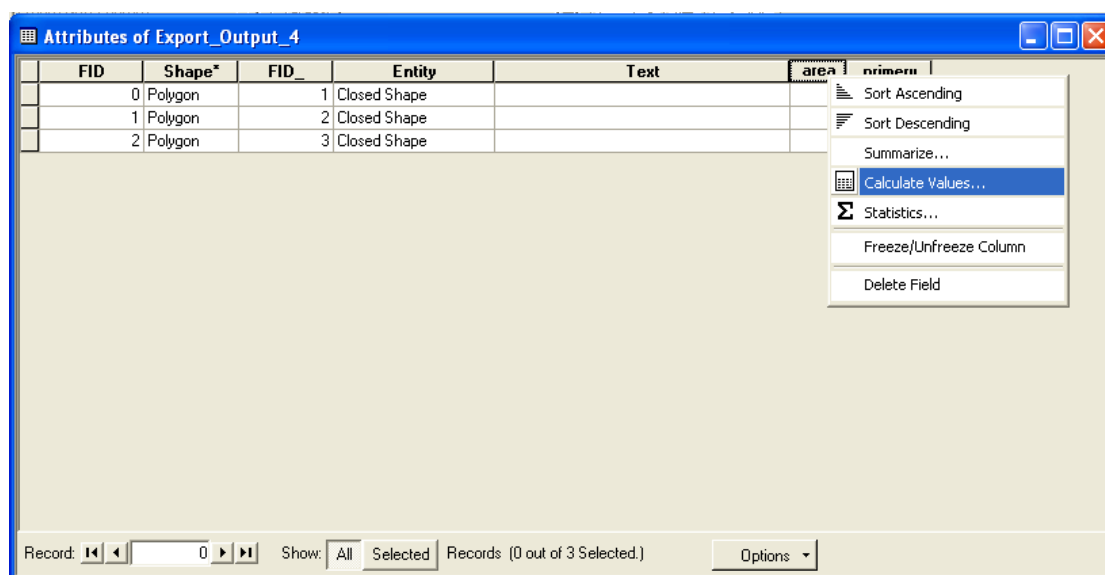 Attributes of Export_Output_4
FID Shape* FID_ Entity Text area primeru
0 Polygon 1 Closed Shape
1 Polygon 2 Closed Shape
2 Polygon 3 Closed Shape
Sort Ascending
Sort Descending
Summarize...
Calculate Values...
Σ Statistics...
Freeze/Unfreeze Column
Delete Field
Record: 0 Show: All Selected Records (0 out of 3 Selected.) Options